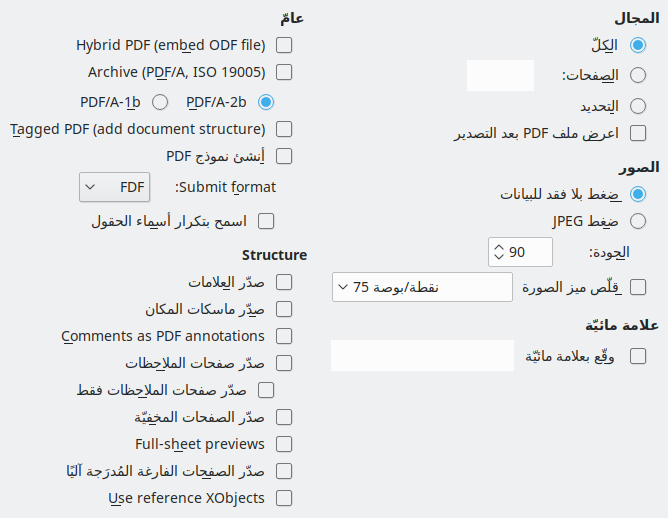 المجال
الكلّ
الصفحات:
التحديد
اعرض ملف PDF بعد التصدير
الصور
ضغط بلا فقد للبيانات
ضغط JPEG
الجودة: 90
قلّص ميز الصورة 75 نقطة/بوصة
علامة مائيّة
وقّع بعلامة مائيّة
عامّ
Hybrid PDF (embed ODF file)
Archive (PDF/A, ISO 19005)
PDF/A-2b PDF/A-1b
Tagged PDF (add document structure)
أنشئ نموذج PDF
Submit format: FDF
اسمح بتكرار أسماء الحقول
Structure
صدّر العلامات
صدّر ماسكات المكان
Comments as PDF annotations
صدّر صفحات الملاحظات
صدّر صفحات الملاحظات فقط
صدّر الصفحات المخفيّة
Full-sheet previews
صدّر الصفحات الفارغة المُدرَجة آليًا
Use reference XObjects